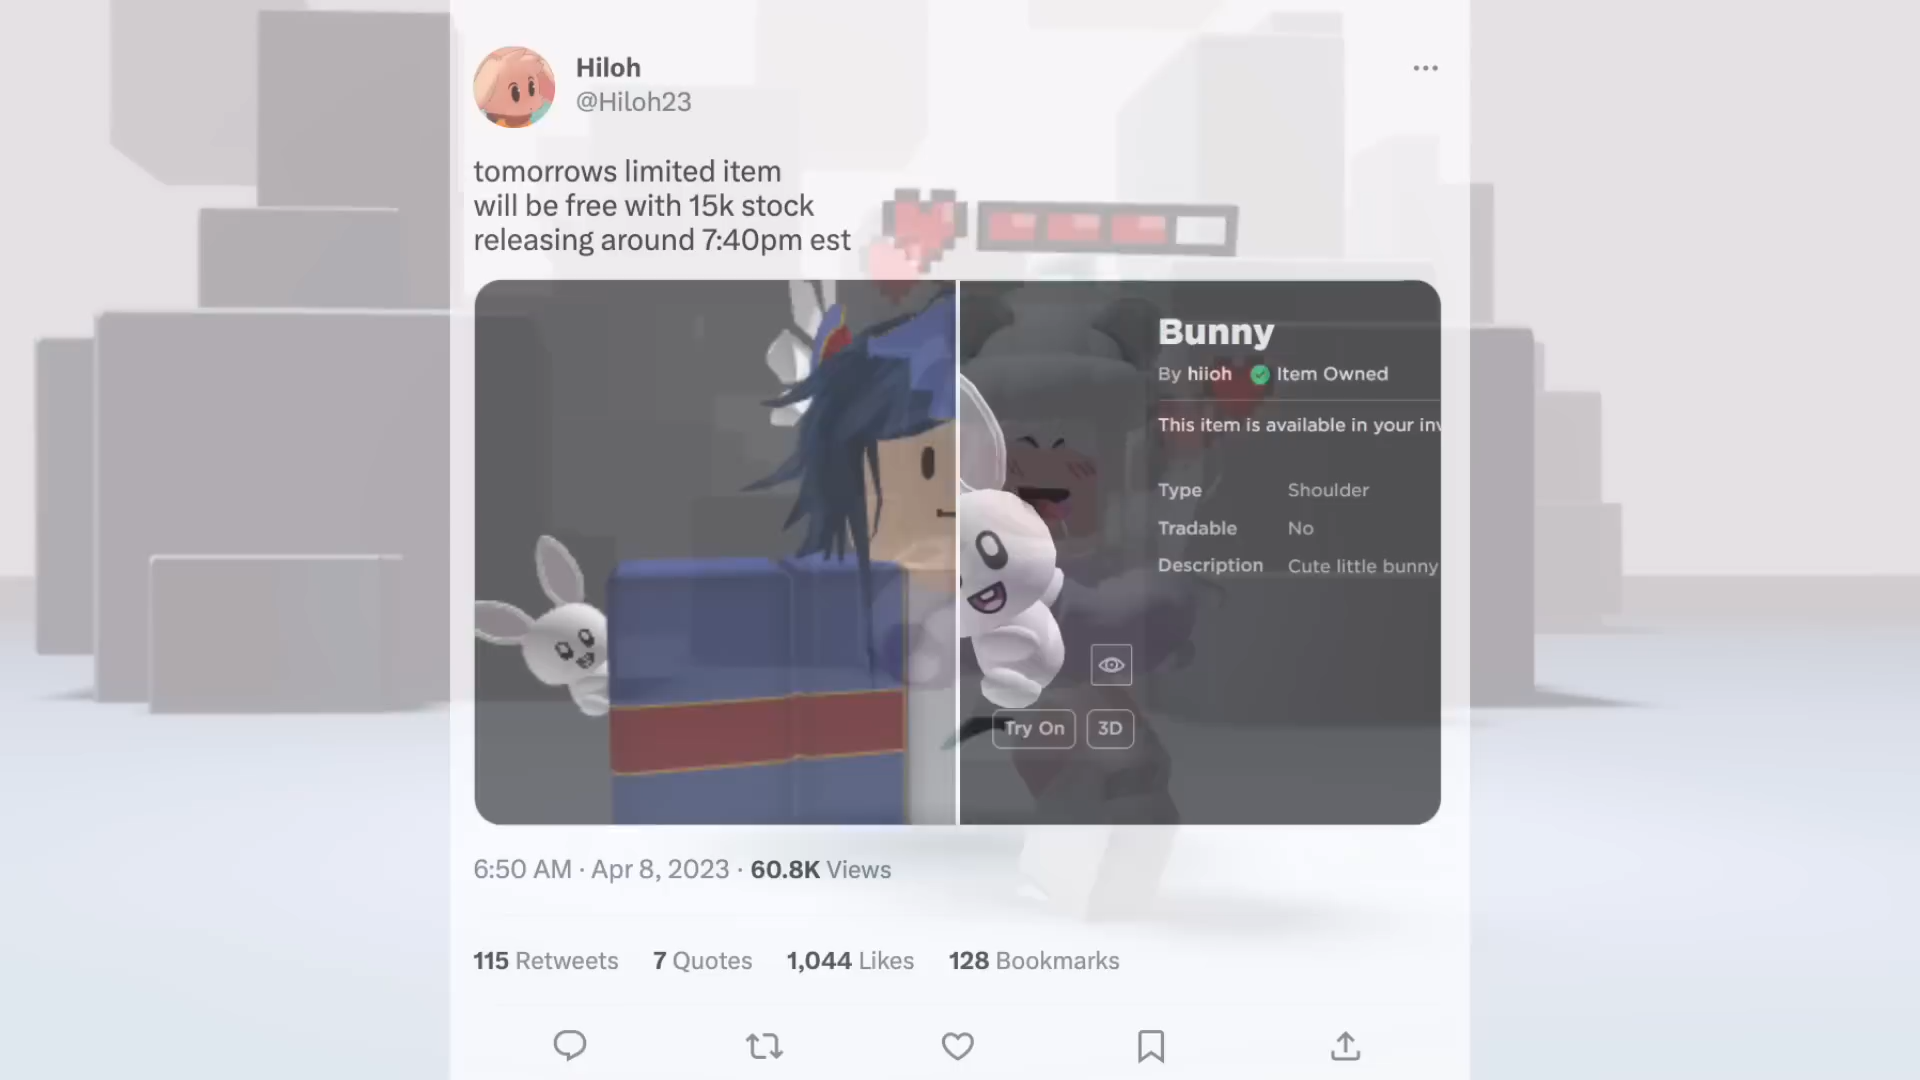 Hiloh
@Hiloh23
tomorrows limited item
will be free with 15k stock
releasing around 7:40pm est
Bunny
By hiioh Item Owned
This item is available in your inv
Type Shoulder
Tradable No
Description Cute little bunny
Try On 3D
6:50 AM · Apr 8, 2023 · 60.8K Views
115 Retweets 7 Quotes 1,044 Likes 128 Bookmarks